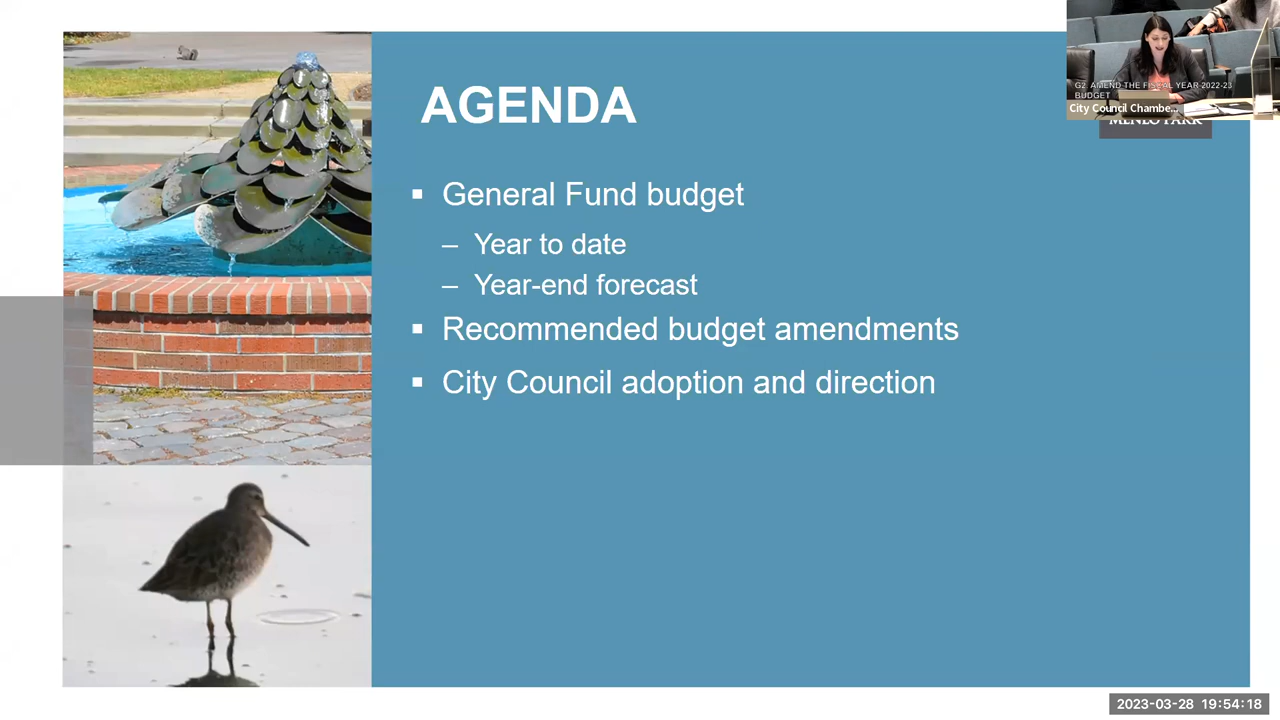 AGENDA
▪ General Fund budget
– Year to date
– Year-end forecast
▪ Recommended budget amendments
▪ City Council adoption and direction
G2. AMEND THE FISCAL YEAR 2022-23
BUDGET
City Council Chambe...
MENLO PARK
2023-03-28 19:54:18